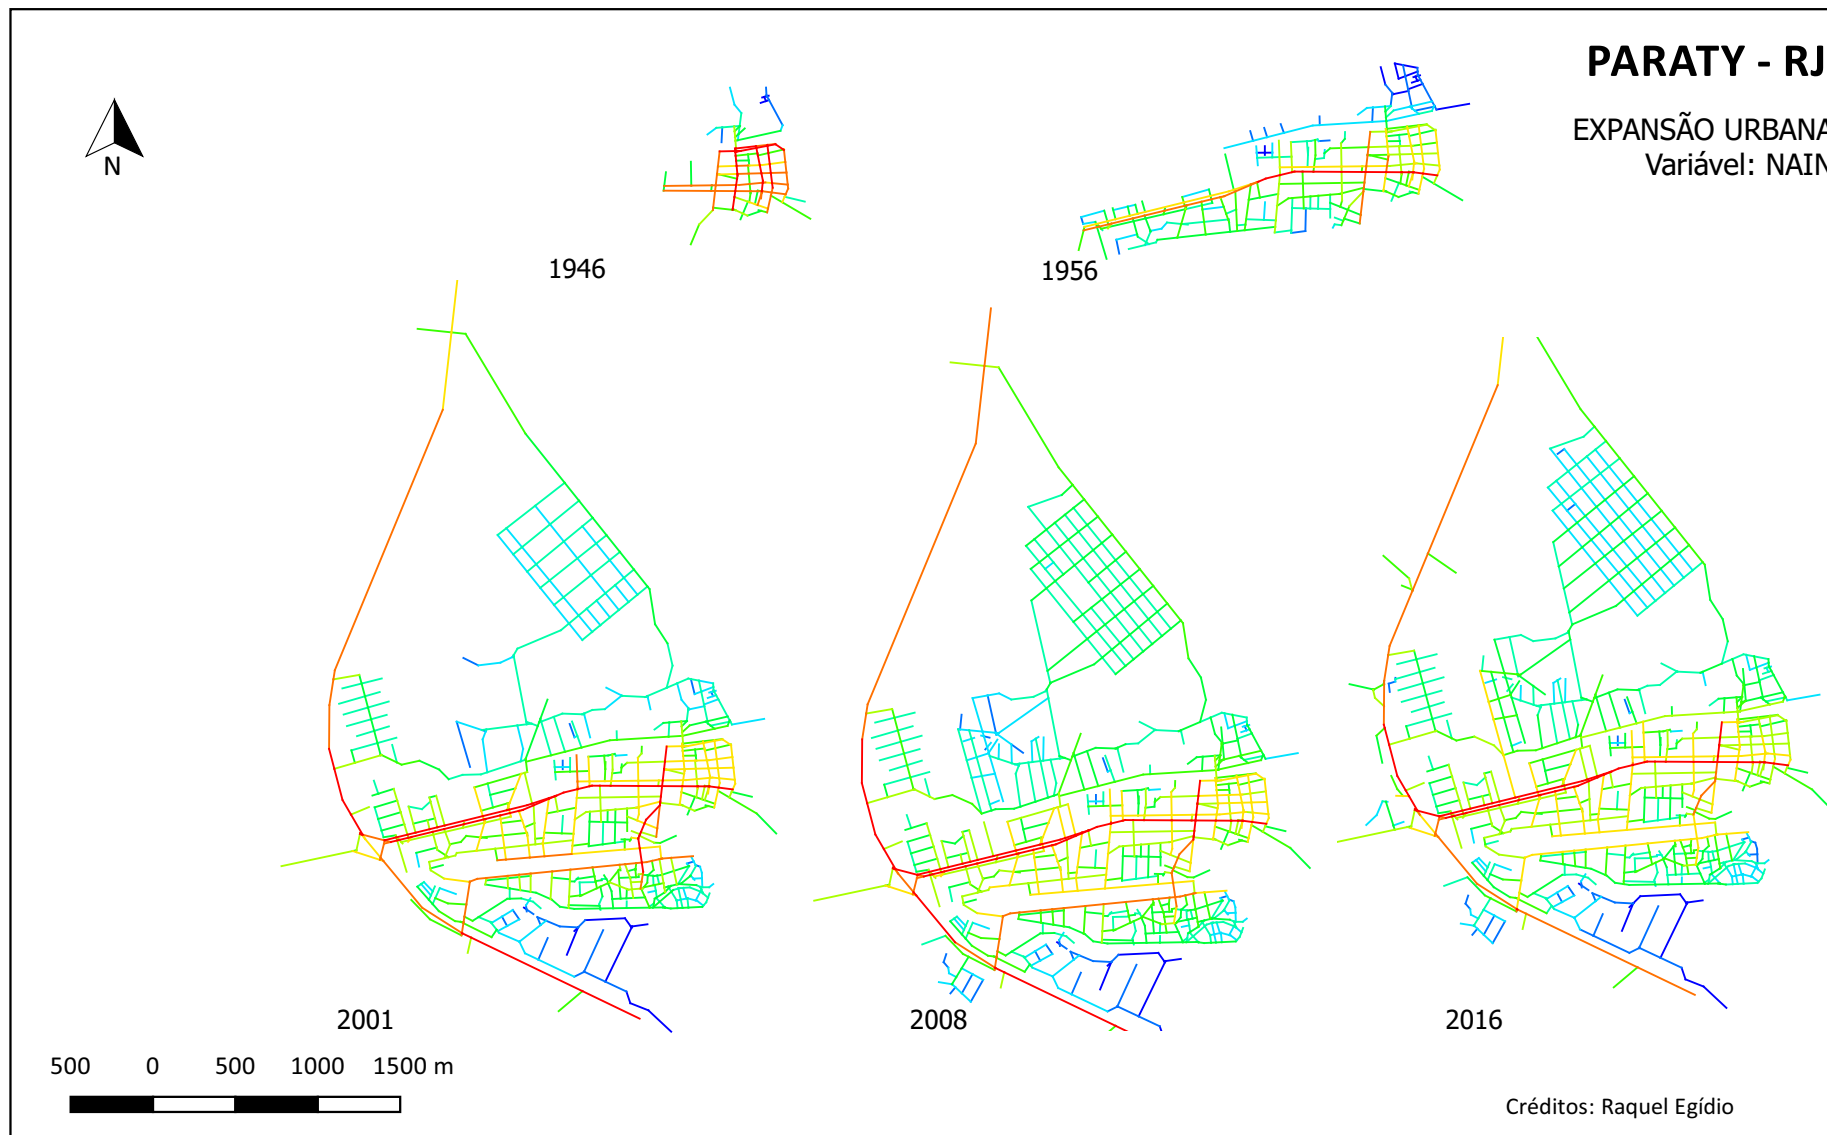 PARATY - RJ
EXPANSÃO URBANA
Variável: NAIN
N
1946
1956
2001
2008
2016
500 0 500 1000 1500 m
Créditos: Raquel Egídio